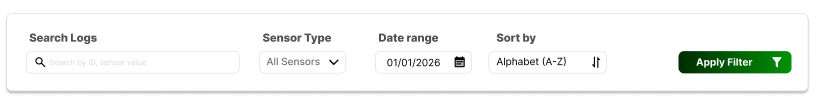 Search Logs
Sensor Type
Date range
Sort by
Search by ID, sensor value
All Sensors
01/01/2026
Alphabet (A-Z)
Apply Filter